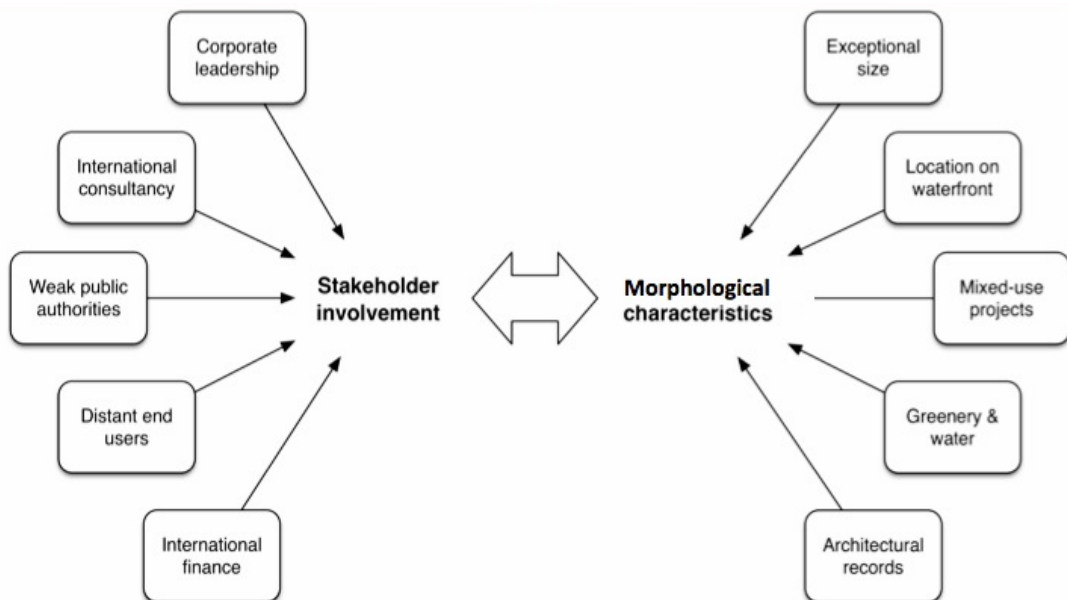 Corporate
leadership
International
consultancy
Weak public
authorities
Distant end
users
International
finance
Stakeholder
involvement
Morphological
characteristics
Exceptional
size
Location on
waterfront
Mixed-use
projects
Greenery &
water
Architectural
records